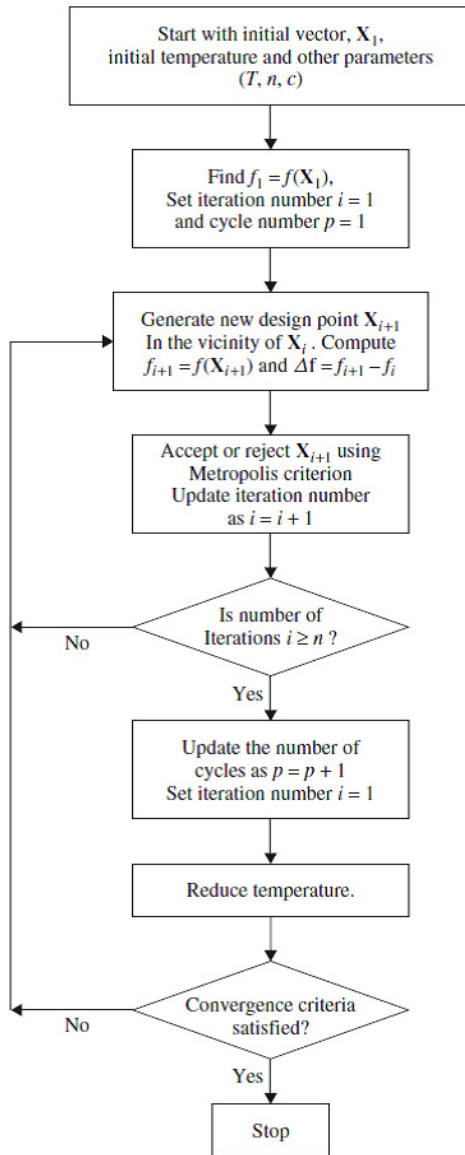 Start with initial vector, X₁,
initial temperature and other parameters
(T, n, c)
Find f₁ = f(X₁),
Set iteration number i = 1
and cycle number p = 1
Generate new design point Xᵢ₊₁
In the vicinity of Xᵢ . Compute
fᵢ₊₁ = f(Xᵢ₊₁) and Δf = fᵢ₊₁ – fᵢ
Accept or reject Xᵢ₊₁ using
Metropolis criterion
Update iteration number
as i = i + 1
Is number of
Iterations i ≥ n ?
No
Yes
Update the number of
cycles as p = p + 1
Set iteration number i = 1
Reduce temperature.
Convergence criteria
satisfied?
No
Yes
Stop